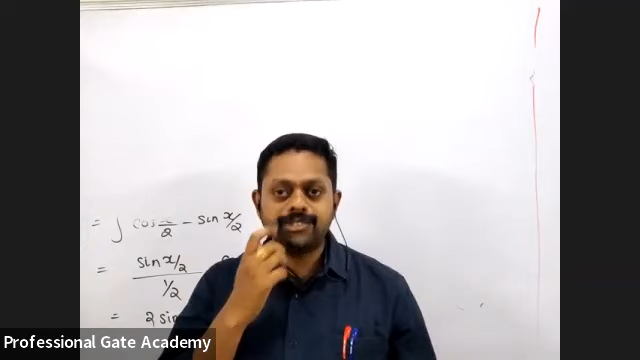 = ∫ cos x/2 - sin x/2
= sin x/2 / 1/2
= 2 sin
Professional Gate Academy